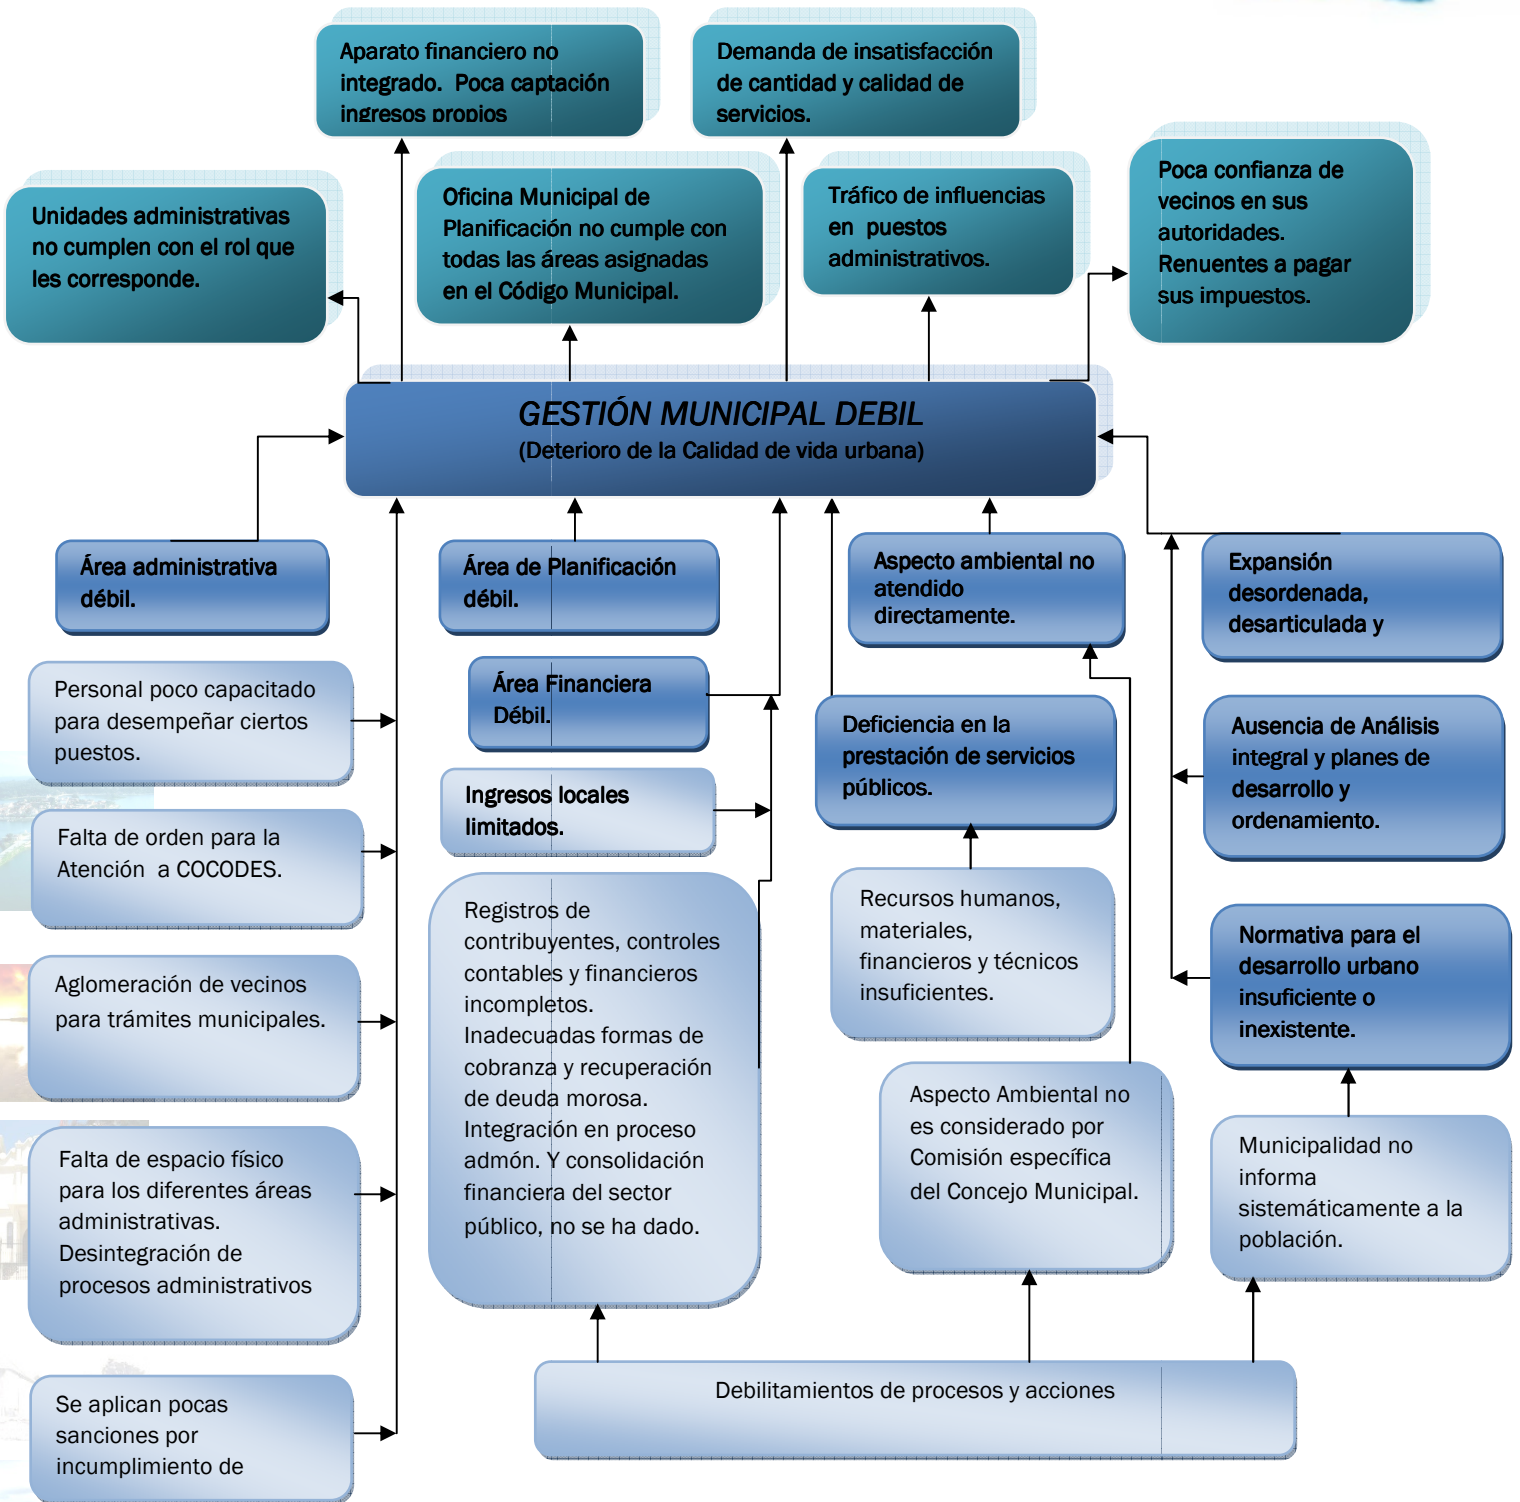 Aparato financiero no
integrado. Poca captación
ingresos propios
Demanda de insatisfacción
de cantidad y calidad de
servicios.
Unidades administrativas
no cumplen con el rol que
les corresponde.
Oficina Municipal de
Planificación no cumple con
todas las áreas asignadas
en el Código Municipal.
Tráfico de influencias
en puestos
administrativos.
Poca confianza de
vecinos en sus
autoridades.
Renuentes a pagar
sus impuestos.
GESTIÓN MUNICIPAL DEBIL
(Deterioro de la Calidad de vida urbana)
Área administrativa
débil.
Área de Planificación
débil.
Aspecto ambiental no
atendido
directamente.
Expansión
desordenada,
desarticulada y
Personal poco capacitado
para desempeñar ciertos
puestos.
Área Financiera
Débil.
Deficiencia en la
prestación de servicios
públicos.
Ausencia de Análisis
integral y planes de
desarrollo y
ordenamiento.
Ingresos locales
limitados.
Falta de orden para la
Atención a COCODES.
Registros de
contribuyentes, controles
contables y financieros
incompletos.
Inadecuadas formas de
cobranza y recuperación
de deuda morosa.
Integración en proceso
admón. Y consolidación
financiera del sector
público, no se ha dado.
Recursos humanos,
materiales,
financieros y técnicos
insuficientes.
Normativa para el
desarrollo urbano
insuficiente o
inexistente.
Aglomeración de vecinos
para trámites municipales.
Aspecto Ambiental no
es considerado por
Comisión específica
del Concejo Municipal.
Municipalidad no
informa
sistemáticamente a la
población.
Falta de espacio físico
para los diferentes áreas
administrativas.
Desintegración de
procesos administrativos
Debilitamientos de procesos y acciones
Se aplican pocas
sanciones por
incumplimiento de